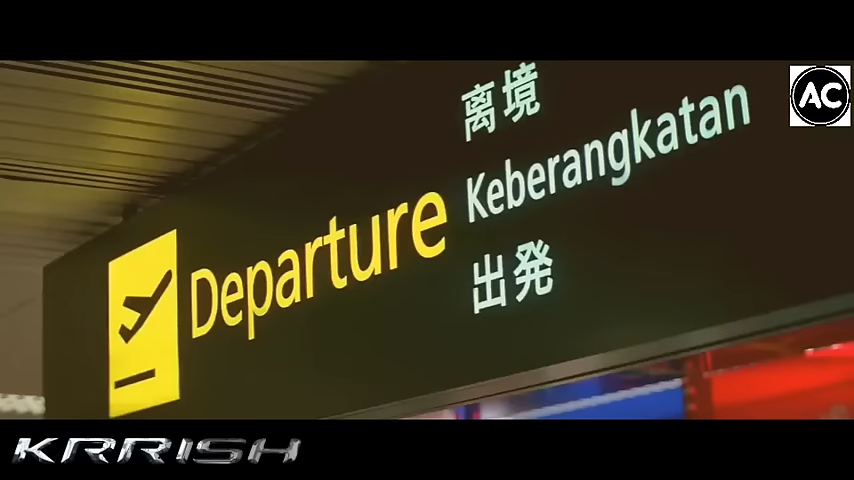 AC
离境
Departure
Keberangkatan
出発
KRRISH